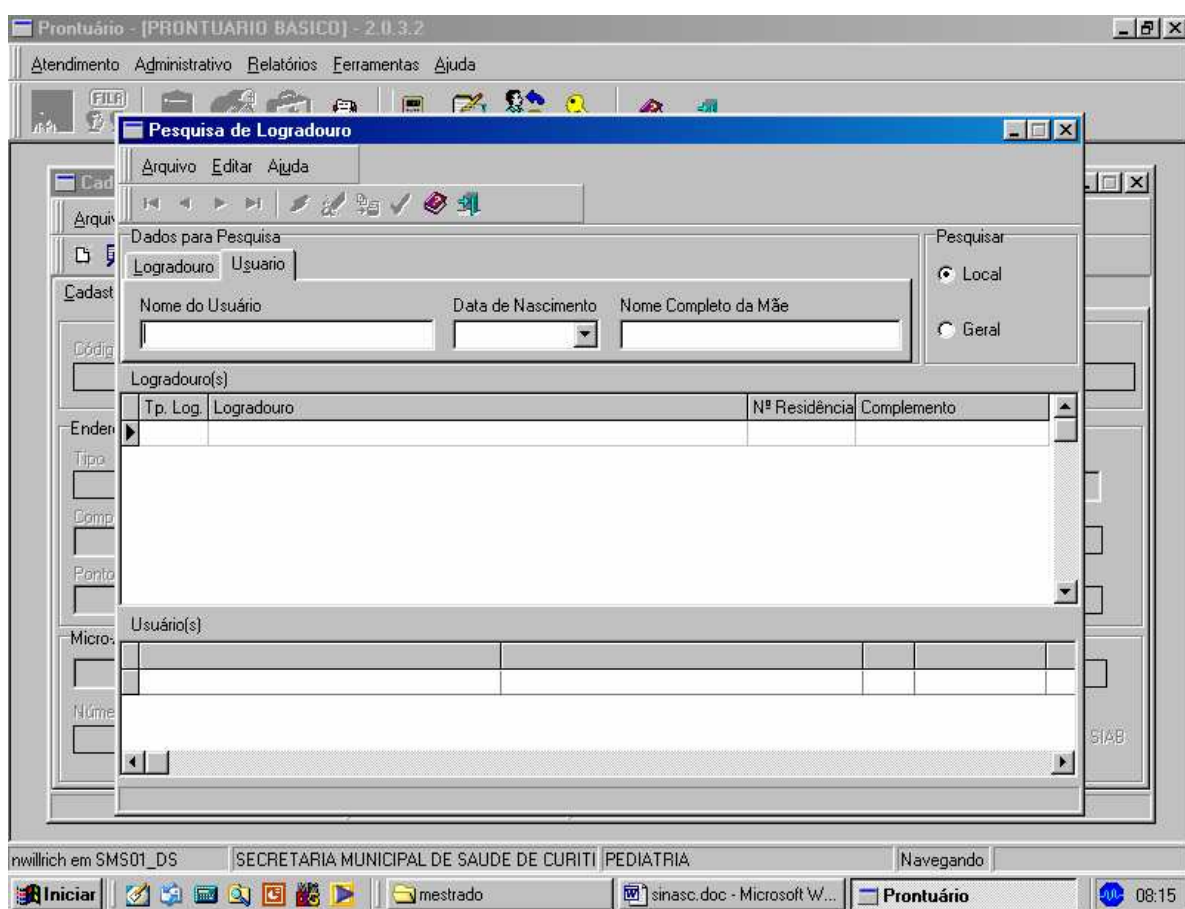 Prontuário - [PRONTUARIO BASICO] - 2.0.3.2
Atendimento Administrativo Relatórios Ferramentas Ajuda
FILA
Pesquisa de Logradouro
Arquivo Editar Ajuda
Dados para Pesquisa
Pesquisar
Logradouro Usuario
Local
Nome do Usuário Data de Nascimento Nome Completo da Mãe
Geral
Logradouro(s)
Tp. Log. Logradouro Nº Residência Complemento
Tipo
Usuário(s)
SIAB
nwillrich em SMS01_DS SECRETARIA MUNICIPAL DE SAUDE DE CURITI PEDIATRIA Navegando
Iniciar mestrado sinasc.doc - Microsoft W... Prontuário 08:15